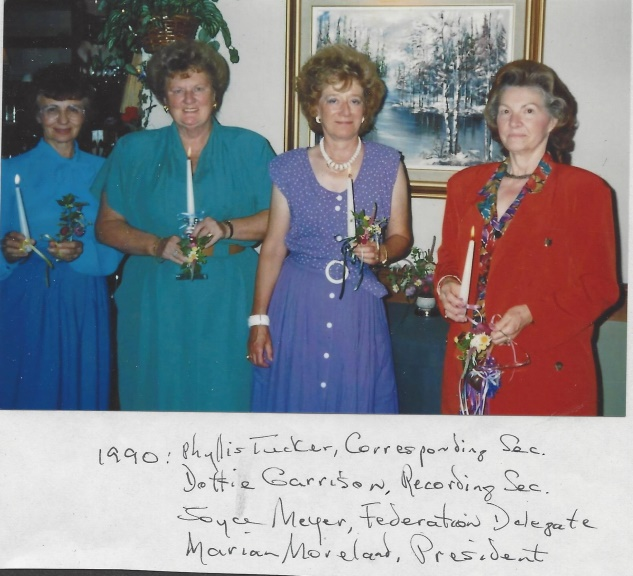 1990: Phyllis Tucker, Corresponding Sec.
Dottie Garrison, Recording Sec.
Joyce Meyer, Federation Delegate
Marian Moreland, President